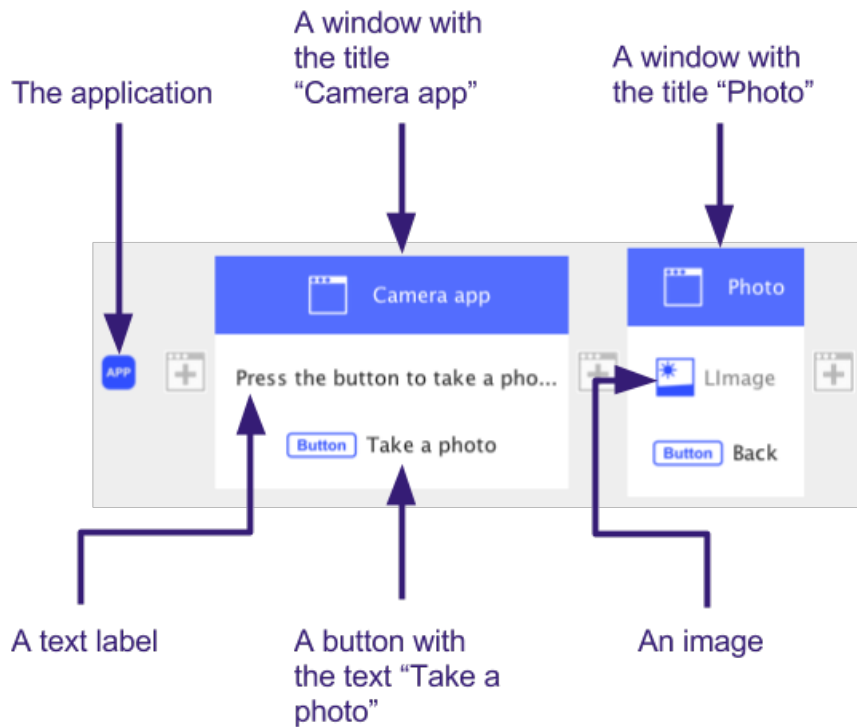 A window with
the title
“Camera app”
A window with
the title “Photo”
The application
Camera app
Photo
APP
Press the button to take a pho...
LImage
Button Take a photo
Button Back
A text label
A button with
the text “Take a
photo”
An image